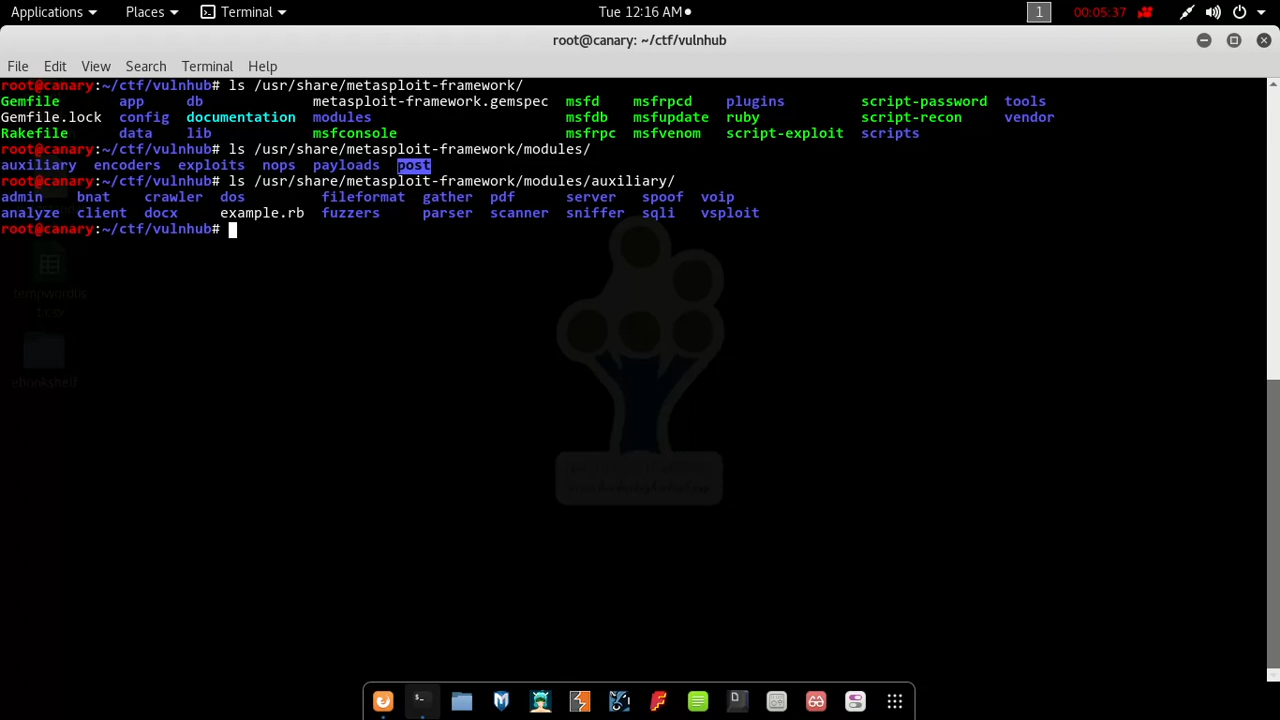 Applications Places Terminal Tue 12:16 AM 1 00:05:37
root@canary: ~/ctf/vulnhub
File Edit View Search Terminal Help
root@canary:~/ctf/vulnhub# ls /usr/share/metasploit-framework/
Gemfile app db metasploit-framework.gemspec msfd msfrpcd plugins script-password tools
Gemfile.lock config documentation modules msfdb msfupdate ruby script-recon vendor
Rakefile data lib msfconsole msfrpc msfvenom script-exploit scripts
root@canary:~/ctf/vulnhub# ls /usr/share/metasploit-framework/modules/
auxiliary encoders exploits nops payloads post
root@canary:~/ctf/vulnhub# ls /usr/share/metasploit-framework/modules/auxiliary/
admin bnat crawler dos fileformat gather pdf server spoof voip
analyze client docx example.rb fuzzers parser scanner sniffer sqli vsploit
root@canary:~/ctf/vulnhub#
tempwordlis
t.csv
ebookshelf